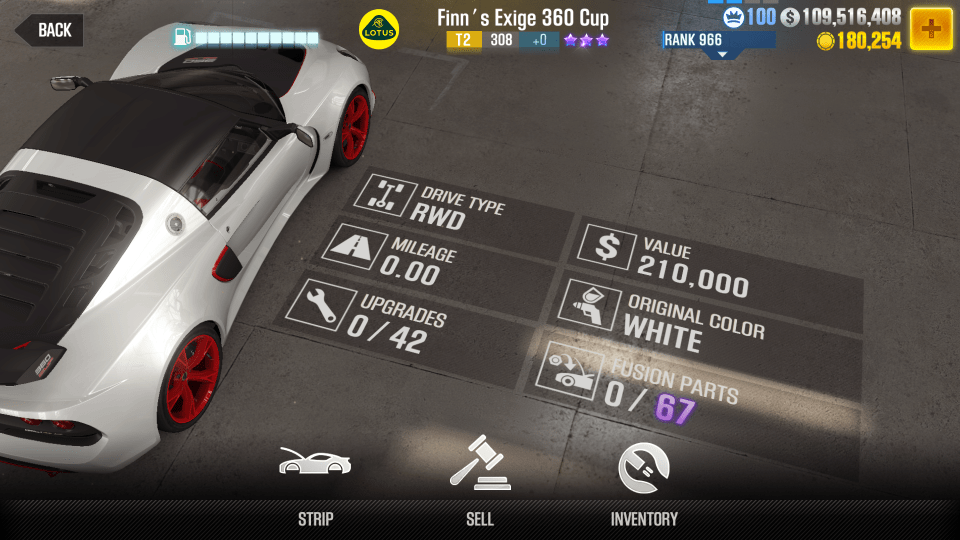 BACK
LOTUS
Finn´s Exige 360 Cup
T2 308 +0
RANK 966
100 $ 109,516,408
180,254
DRIVE TYPE
RWD
MILEAGE
0.00
UPGRADES
0 / 42
$ VALUE
210,000
ORIGINAL COLOR
WHITE
FUSION PARTS
0 / 67
STRIP
SELL
INVENTORY